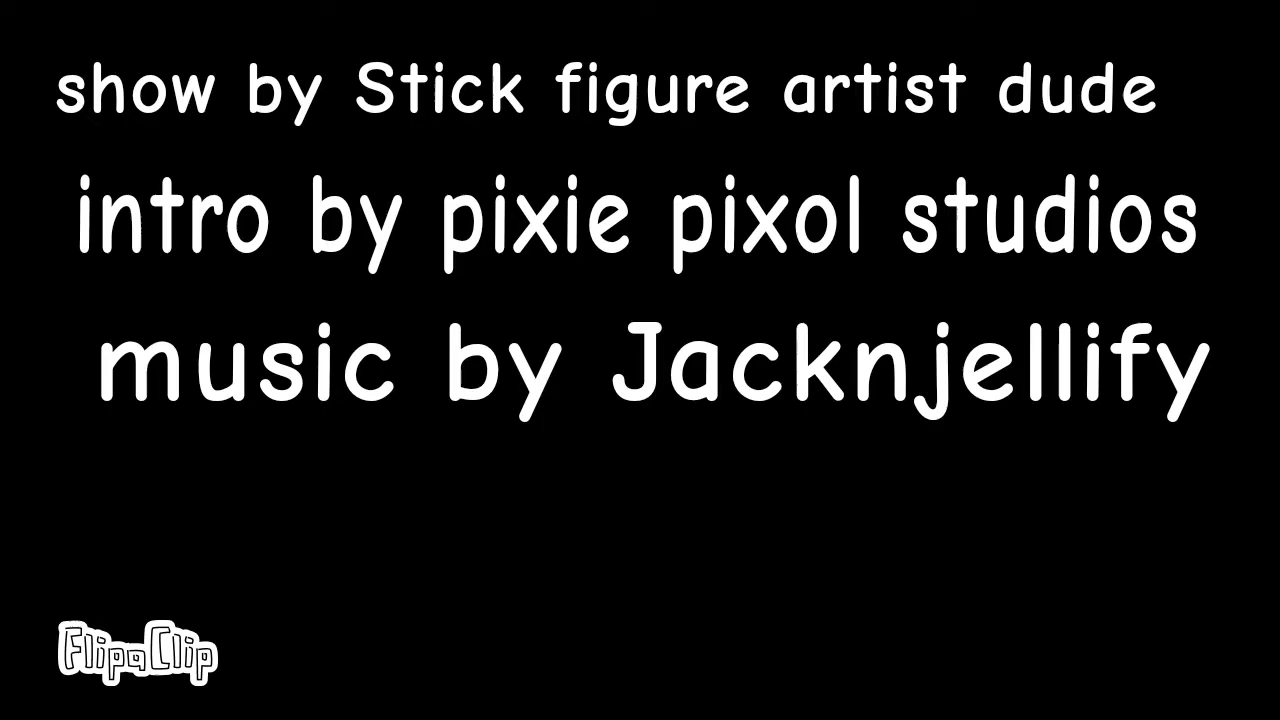 show by Stick figure artist dude
intro by pixie pixol studios
music by Jacknjellify
FlipaClip